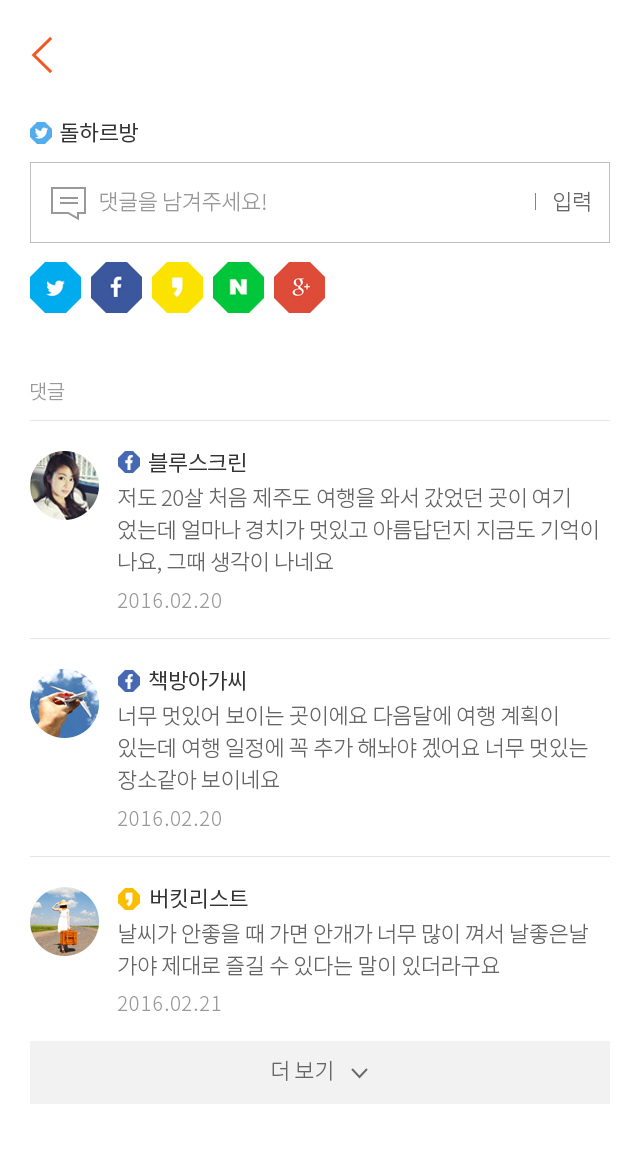 돌하르방
댓글을 남겨주세요!
입력
N
g+
댓글
블루스크린
저도 20살 처음 제주도 여행을 와서 갔었던 곳이 여기
었는데 얼마나 경치가 멋있고 아름답던지 지금도 기억이
나요, 그때 생각이 나네요
2016.02.20
책방아가씨
너무 멋있어 보이는 곳이에요 다음달에 여행 계획이
있는데 여행 일정에 꼭 추가 해놔야 겠어요 너무 멋있는
장소같아 보이네요
2016.02.20
버킷리스트
날씨가 안좋을 때 가면 안개가 너무 많이 껴서 날좋은날
가야 제대로 즐길 수 있다는 말이 있더라구요
2016.02.21
더 보기